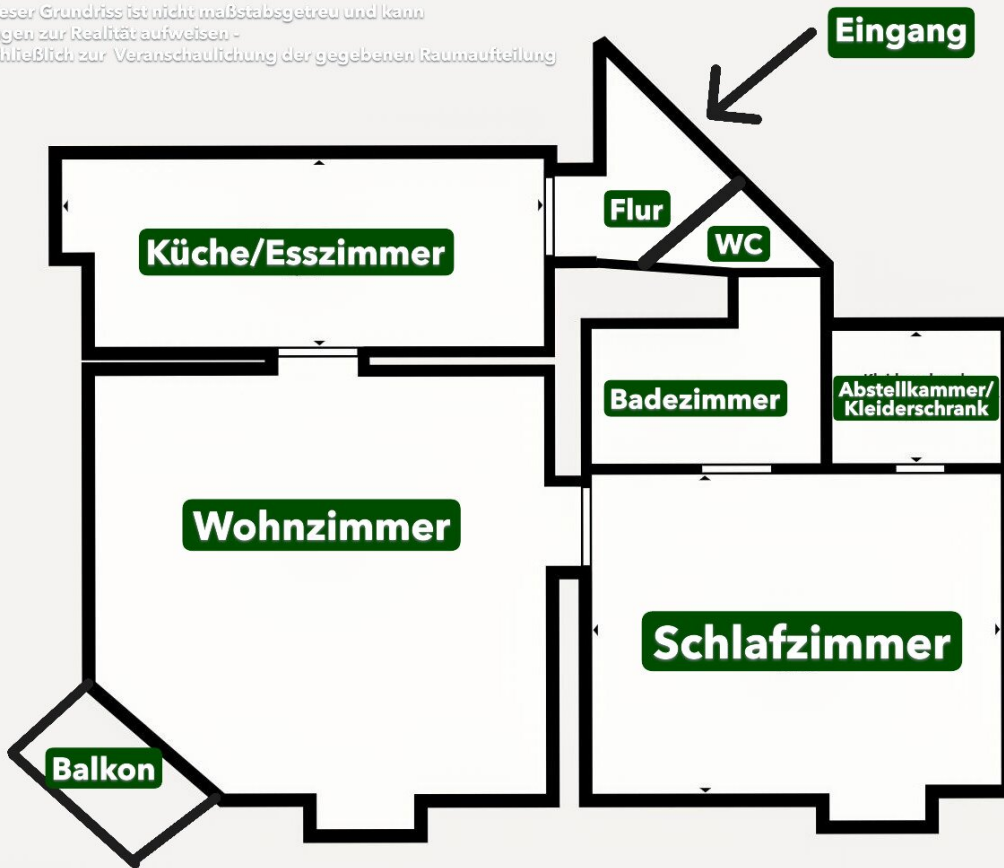 eser Grundriss ist nicht maßstabsgetreu und kann
gen zur Realität aufweisen -
hließlich zur Veranschaulichung der gegebenen Raumaufteilung
Eingang
Flur
WC
Küche/Esszimmer
Badezimmer
Abstellkammer/
Kleiderschrank
Wohnzimmer
Schlafzimmer
Balkon